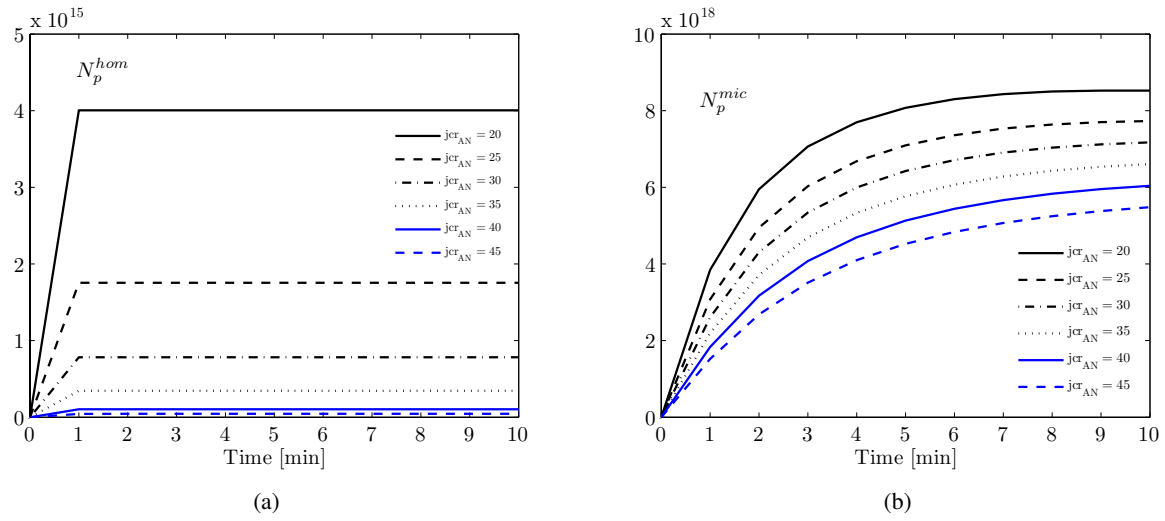 x 10^15
5
4
3
2
1
0
N_p^hom
jcr_AN = 20
jcr_AN = 25
jcr_AN = 30
jcr_AN = 35
jcr_AN = 40
jcr_AN = 45
0 1 2 3 4 5 6 7 8 9 10
Time [min]
(a)
x 10^18
10
8
6
4
2
0
N_p^mic
jcr_AN = 20
jcr_AN = 25
jcr_AN = 30
jcr_AN = 35
jcr_AN = 40
jcr_AN = 45
0 1 2 3 4 5 6 7 8 9 10
Time [min]
(b)